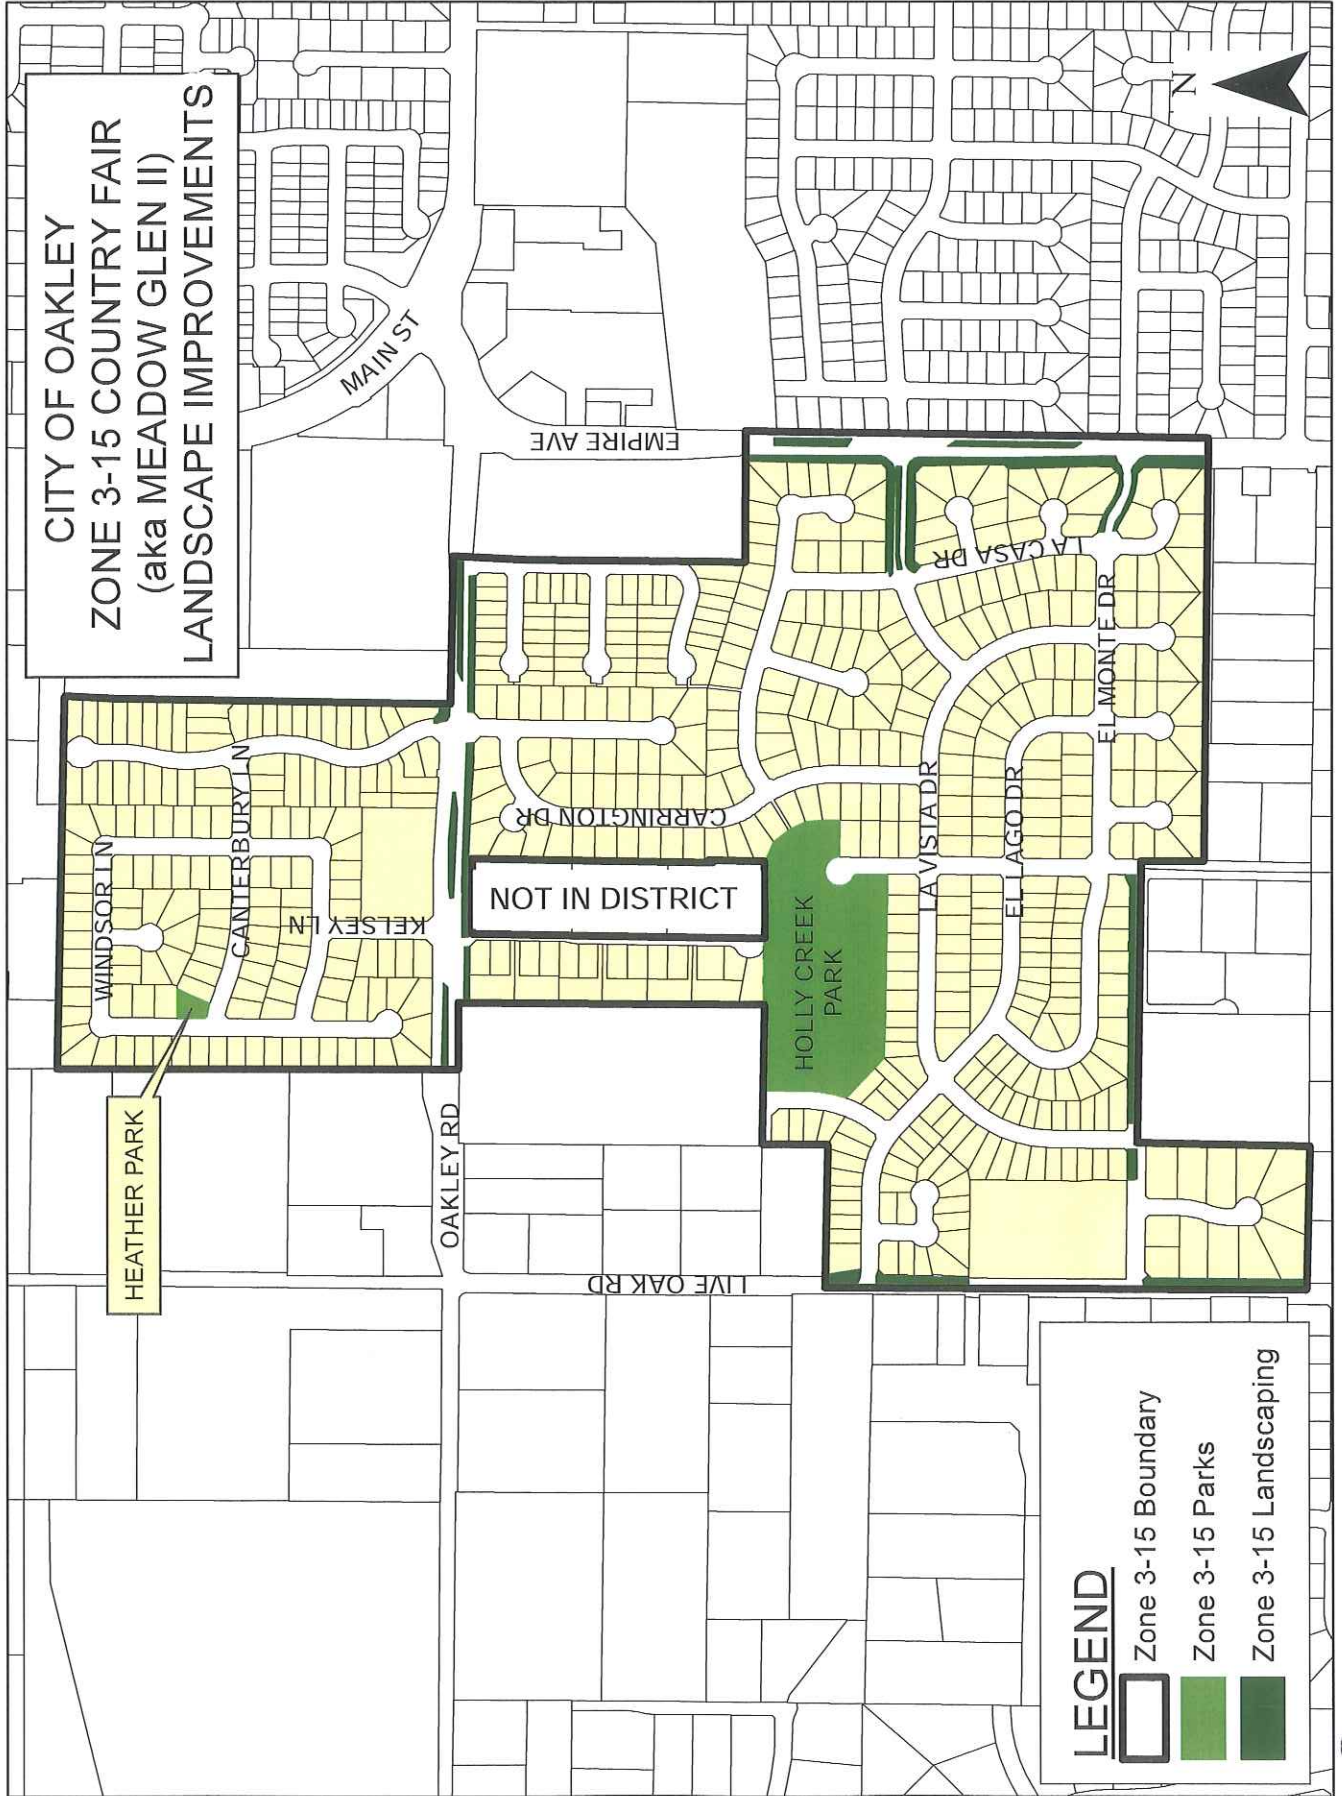 CITY OF OAKLEY
ZONE 3-15 COUNTRY FAIR
(aka MEADOW GLEN II)
LANDSCAPE IMPROVEMENTS
N
MAIN ST
EMPIRE AVE
HEATHER PARK
WINDSOR LN
CANTERBURY LN
KELSEY LN
OAKLEY RD
NOT IN DISTRICT
CARRINGTON DR
LIVE OAK RD
HOLLY CREEK
PARK
LA VISTA DR
EL LAGO DR
LA CASA DR
EL MONTE DR
LEGEND
Zone 3-15 Boundary
Zone 3-15 Parks
Zone 3-15 Landscaping